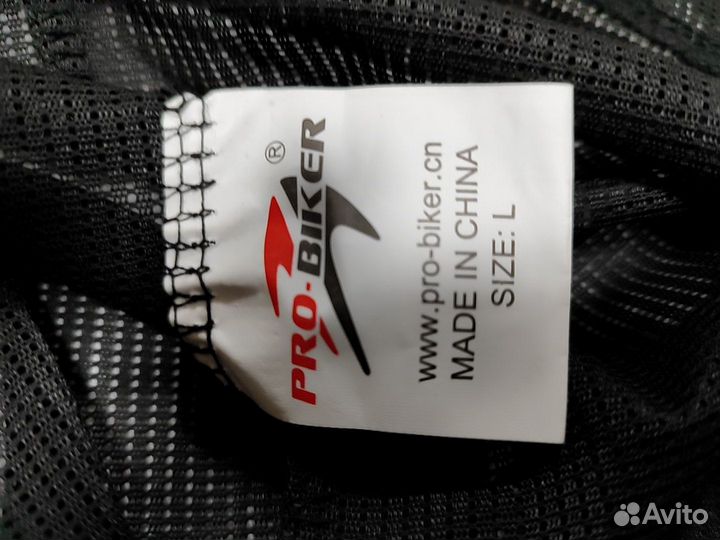 PRO-BIKER ®
www.pro-biker.cn
MADE IN CHINA
SIZE: L
Avito